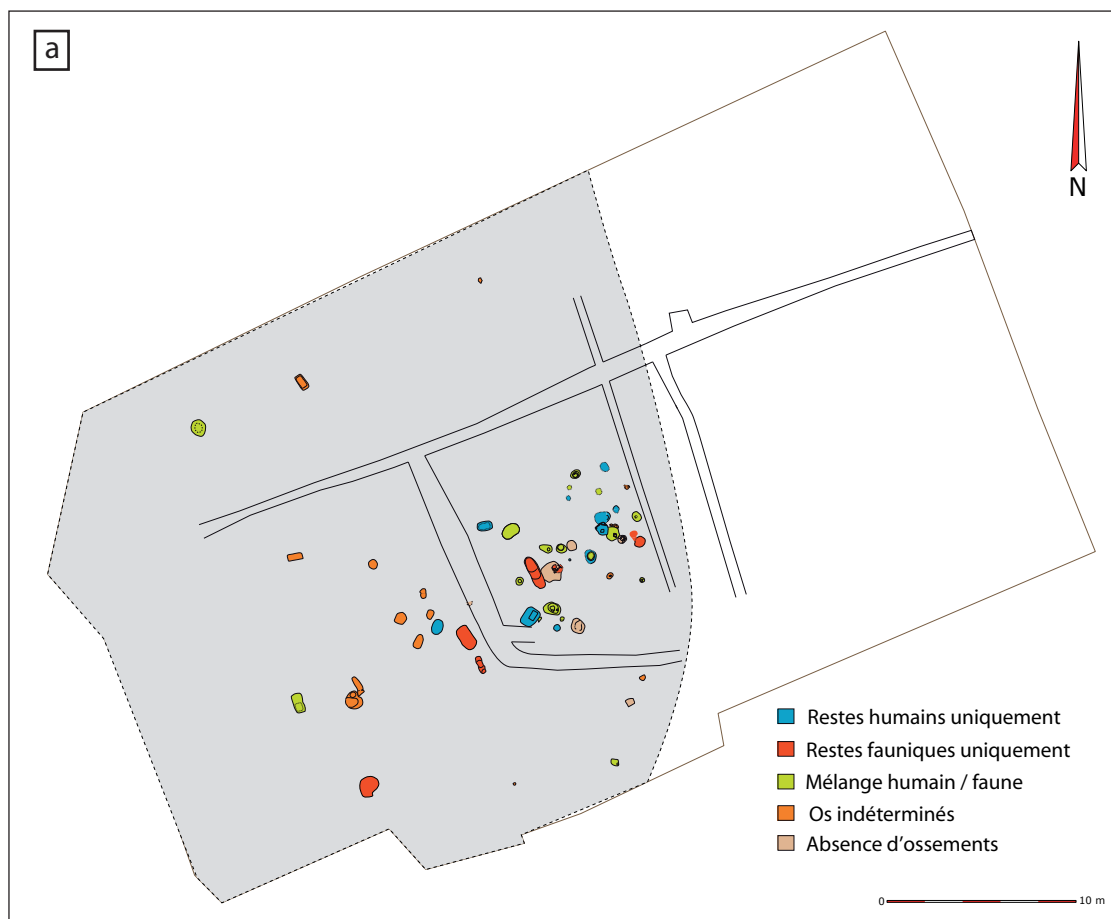 a
N
Restes humains uniquement
Restes fauniques uniquement
Mélange humain / faune
Os indéterminés
Absence d'ossements
0 10 m